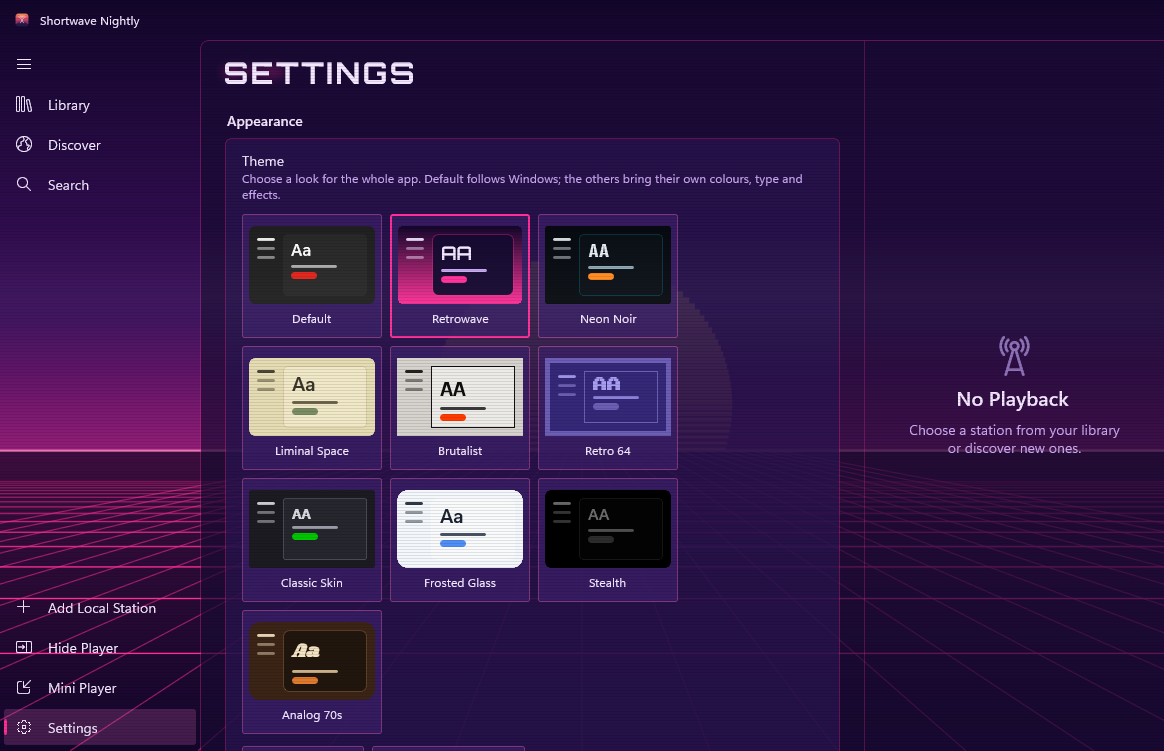 Shortwave Nightly
SETTINGS
Library
Discover
Search
Appearance
Theme
Choose a look for the whole app. Default follows Windows; the others bring their own colours, type and
effects.
Aa
AA
AA
Default
Retrowave
Neon Noir
Aa
AA
AA
Liminal Space
Brutalist
Retro 64
AA
Aa
AA
Classic Skin
Frosted Glass
Stealth
Aa
Analog 70s
No Playback
Choose a station from your library
or discover new ones.
Add Local Station
Hide Player
Mini Player
Settings